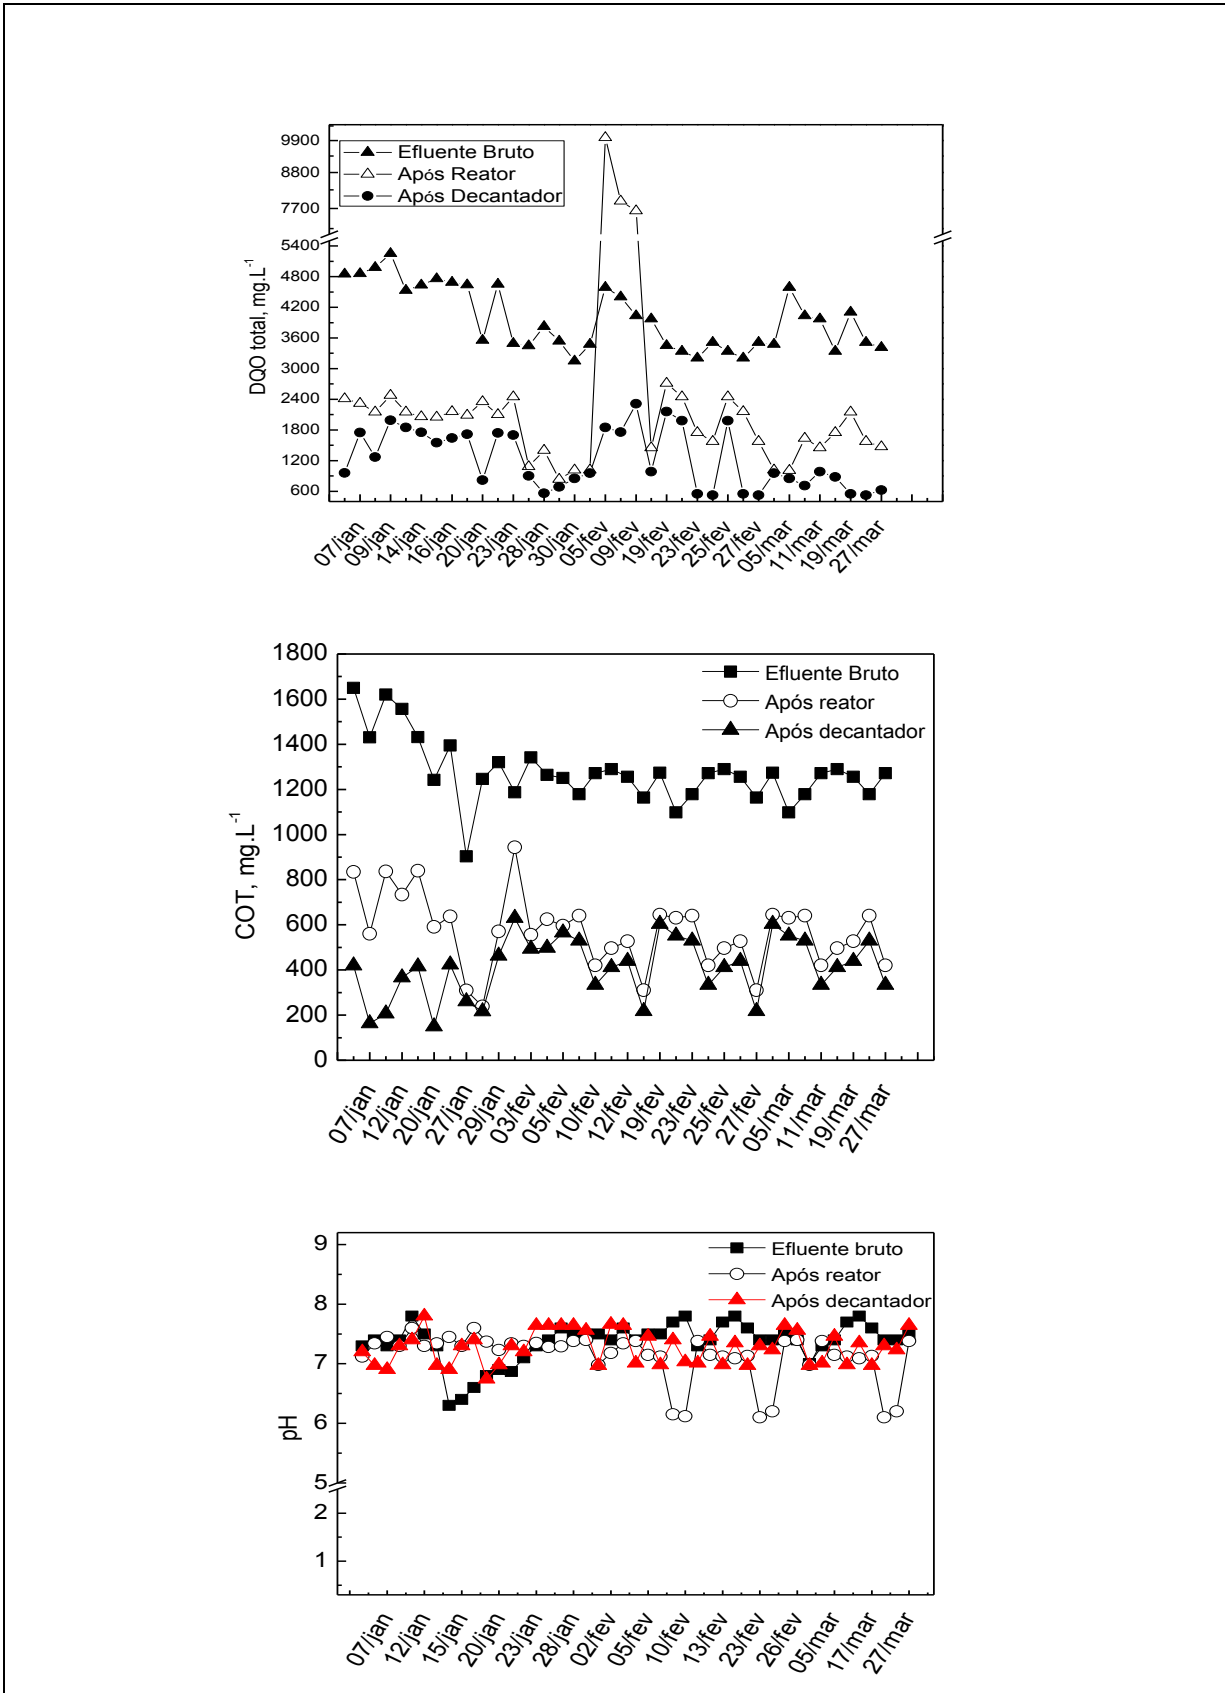 9900
8800
7700
5400
4800
4200
3600
3000
2400
1800
1200
600
DQO total, mg.L-1
Efluente Bruto
Após Reator
Após Decantador
07/jan
09/jan
14/jan
16/jan
20/jan
23/jan
28/jan
30/jan
05/fev
09/fev
19/fev
23/fev
25/fev
27/fev
05/mar
11/mar
19/mar
27/mar
1800
1600
1400
1200
1000
800
600
400
200
0
COT, mg.L-1
Efluente Bruto
Após reator
Após decantador
07/jan
12/jan
20/jan
27/jan
29/jan
03/fev
05/fev
10/fev
12/fev
19/fev
23/fev
25/fev
27/fev
05/mar
11/mar
19/mar
27/mar
9
8
7
6
5
2
1
pH
Efluente bruto
Após reator
Após decantador
07/jan
12/jan
15/jan
20/jan
23/jan
28/jan
02/fev
05/fev
10/fev
13/fev
23/fev
26/fev
05/mar
17/mar
27/mar